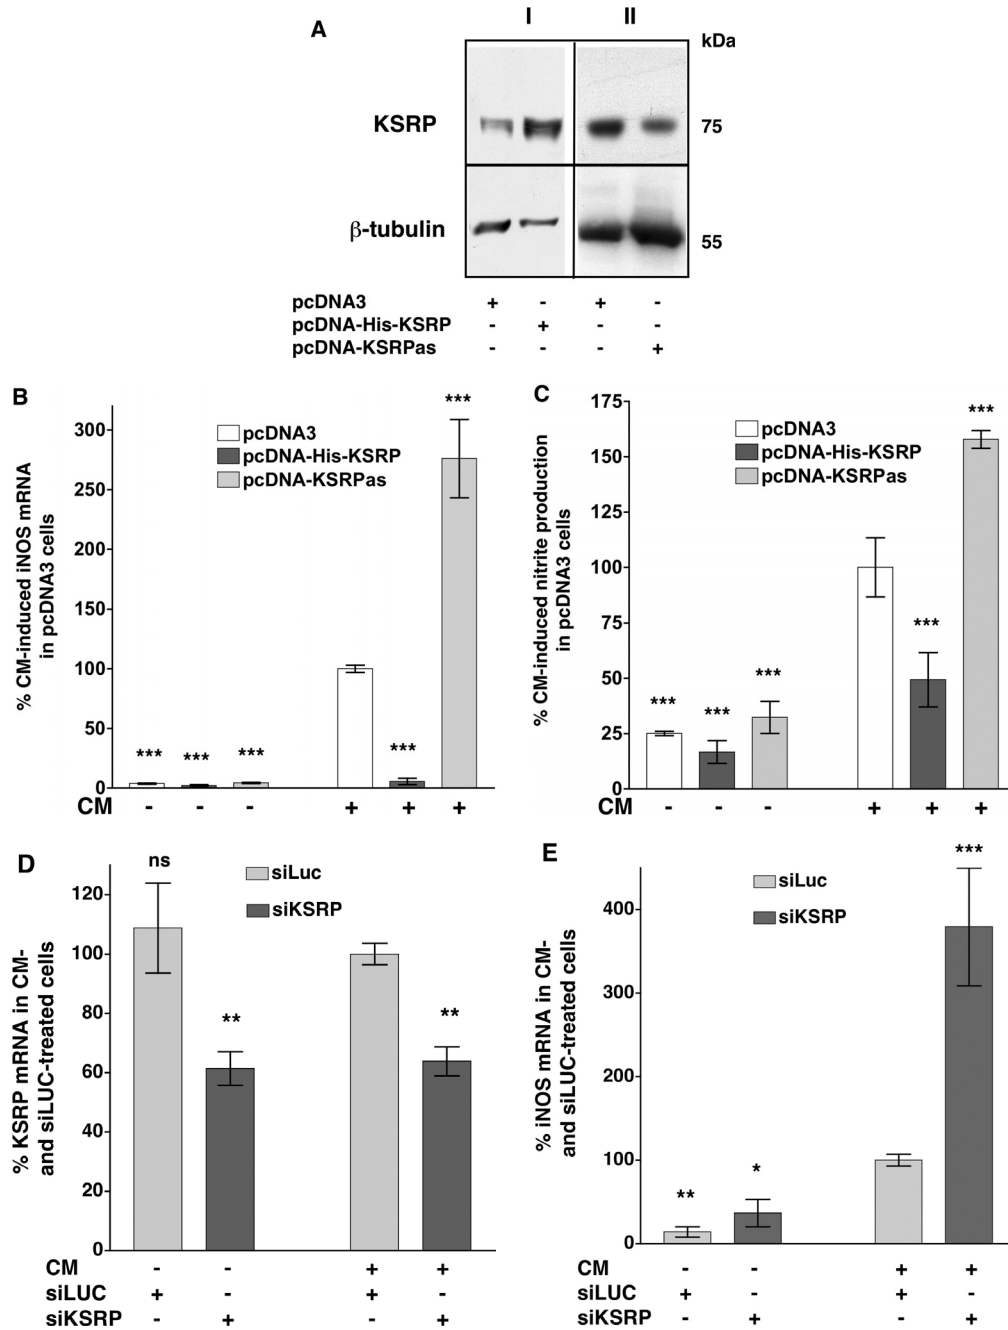 A
I II
kDa
KSRP 75
β-tubulin 55
pcDNA3 + - + -
pcDNA-His-KSRP - + - -
pcDNA-KSRPas - - - +
B
% CM-induced iNOS mRNA
in pcDNA3 cells
300
250
200
150
100
50
0
pcDNA3
pcDNA-His-KSRP
pcDNA-KSRPas
*** *** *** *** ***
CM - - - + + +
C
% CM-induced nitrite production
in pcDNA3 cells
175
150
125
100
75
50
25
0
pcDNA3
pcDNA-His-KSRP
pcDNA-KSRPas
*** *** *** *** ***
CM - - - + + +
D
% KSRP mRNA in CM-
and siLUC-treated cells
120
100
80
60
40
20
0
siLuc
siKSRP
ns ** **
CM - - + +
siLUC + - + -
siKSRP - + - +
E
% iNOS mRNA in CM-
and siLUC-treated cells
400
300
200
100
0
siLuc
siKSRP
** * ***
CM - - + +
siLUC + - + -
siKSRP - + - +